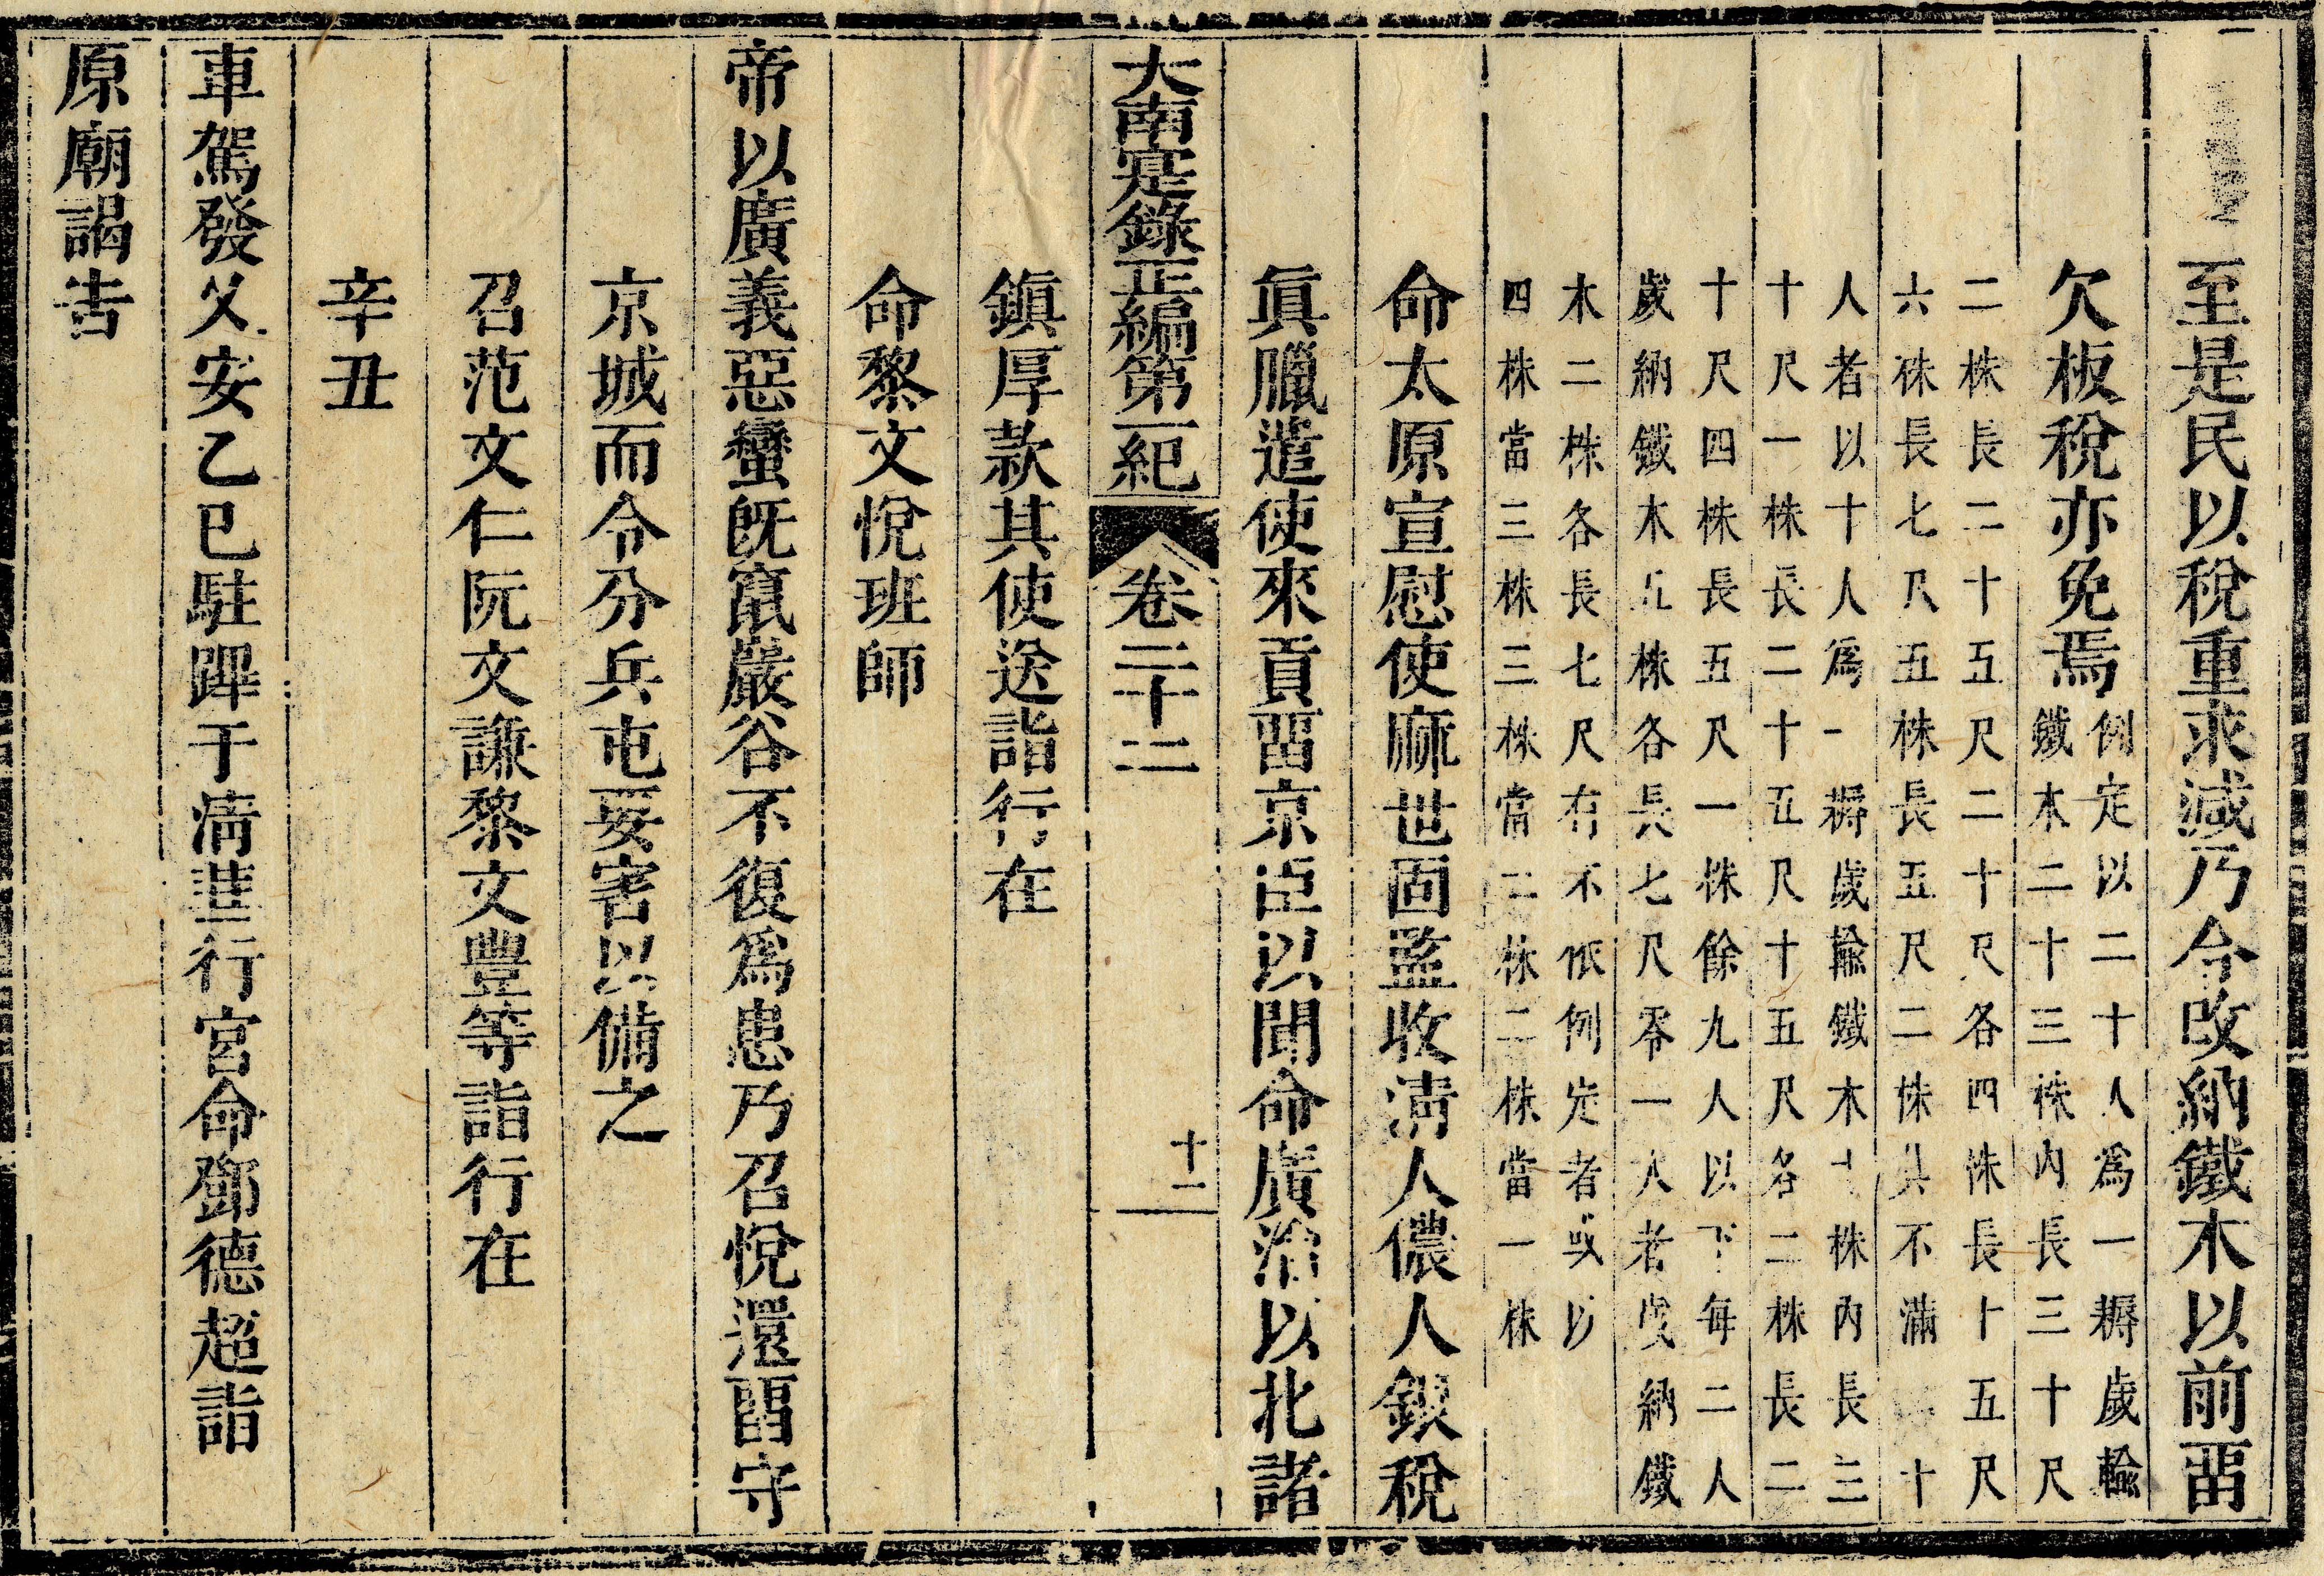 至是民以稅重求減乃令改納鐵木以前畱
欠板稅亦免焉
例定以二十人爲一耨歲輸
鐵木二十三株內長三十尺
二株長二十五尺二十尺各四株長十五尺
六株長七尺五株長五尺二株其不滿二十
人者以十人爲一耨歲輸鐵木十株內長三
十尺一株長二十五尺十五尺各二株長二
十尺四株長五尺一株餘九人以下每二人
歲納鐵木五株各長七尺零一人者歲納鐵
木二株各長七尺有不依例定者或以
四株當三株三株當二株二株當一株
命太原宣慰使麻世固監收清人儂人銀稅
眞臘遣使來貢畱京臣以聞命廣治以北諸
大南寔錄正編第一紀 卷二十二 十二
鎭厚款其使送詣行在
命黎文悅班師
帝以廣義惡蠻旣竄巖谷不復爲患乃召悅還畱守
京城而令分兵屯要害以備之
召范文仁阮文謙黎文豐等詣行在
辛丑
車駕發乂安乙巳駐蹕于淸華行宮命鄧德超詣
原廟謁告